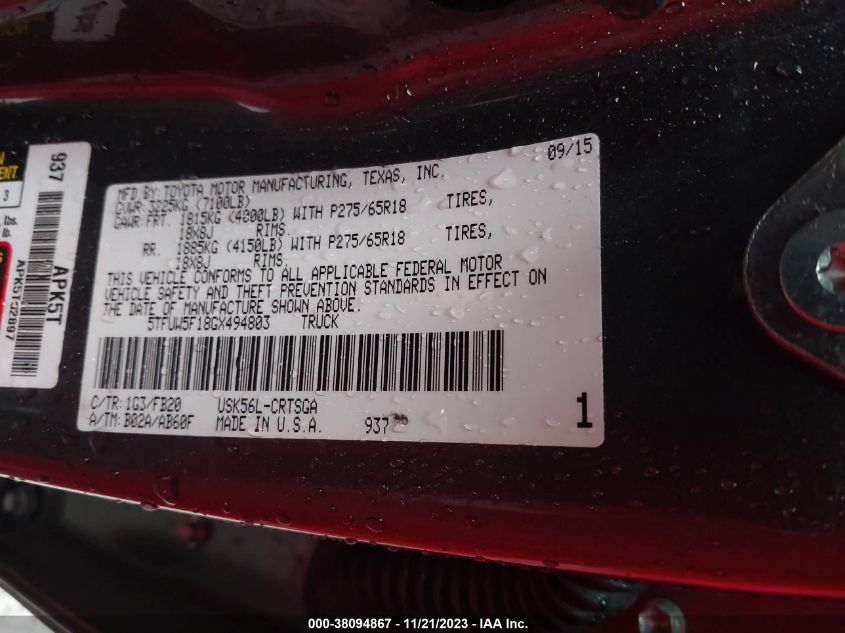 MFD BY: TOYOTA MOTOR MANUFACTURING, TEXAS, INC. 09/15
GVWR: 3225KG (7100LB)
GAWR: FRT. 1815KG (4000LB) WITH P275/65R18 TIRES,
18X8J RIMS
RR. 1885KG (4150LB) WITH P275/65R18 TIRES,
18X8J RIMS
THIS VEHICLE CONFORMS TO ALL APPLICABLE FEDERAL MOTOR
VEHICLE SAFETY AND THEFT PREVENTION STANDARDS IN EFFECT ON
THE DATE OF MANUFACTURE SHOWN ABOVE.
5TFUW5F18GX494803 TRUCK
C/TR: 1G3/FB20 USK56L-CRTSGA
A/TM: B02A/AB60F MADE IN U.S.A. 937 1
937
APK5T
lbs.
lb.
3
000-38094867 - 11/21/2023 - IAA Inc.